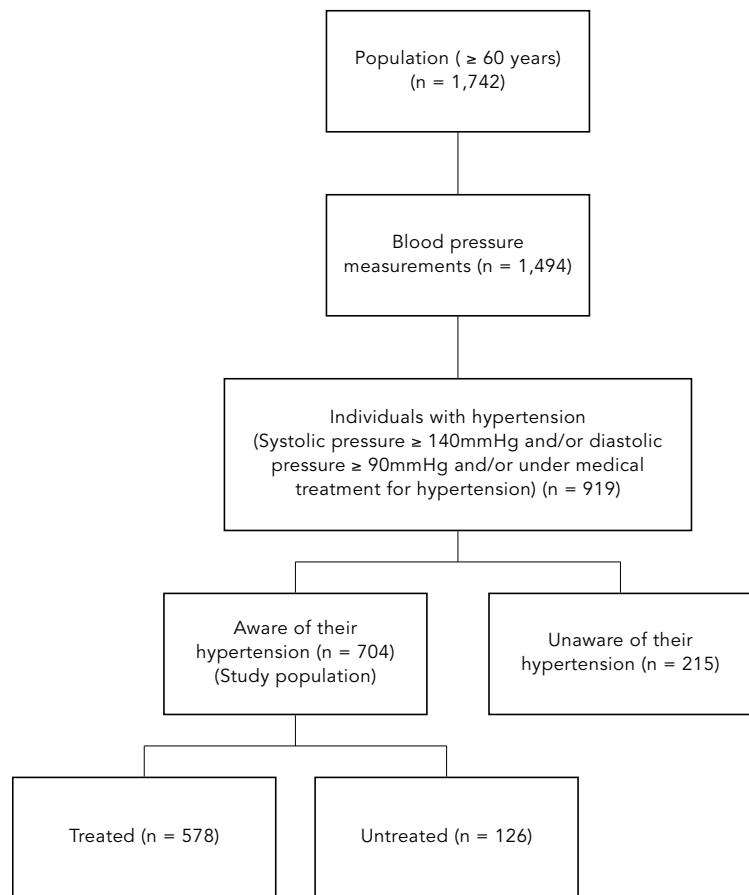 Population ( ≥ 60 years)
(n = 1,742)
Blood pressure
measurements (n = 1,494)
Individuals with hypertension
(Systolic pressure ≥ 140mmHg and/or diastolic
pressure ≥ 90mmHg and/or under medical
treatment for hypertension) (n = 919)
Aware of their
hypertension (n = 704)
(Study population)
Unaware of their
hypertension (n = 215)
Treated (n = 578)
Untreated (n = 126)